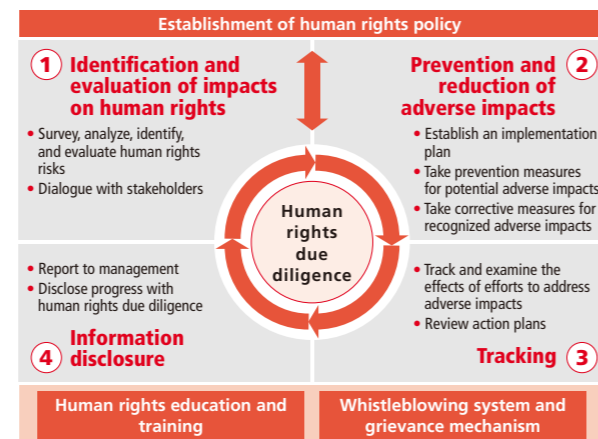 Establishment of human rights policy
1 Identification and
evaluation of impacts
on human rights
• Survey, analyze, identify,
and evaluate human rights
risks
• Dialogue with stakeholders
Prevention and 2
reduction of
adverse impacts
• Establish an implementation
plan
• Take prevention measures
for potential adverse impacts
• Take corrective measures for
recognized adverse impacts
Human
rights
due
diligence
• Track and examine the
effects of efforts to address
adverse impacts
• Review action plans
Tracking 3
• Report to management
• Disclose progress with
human rights due diligence
Information
4 disclosure
Human rights education and
training
Whistleblowing system and
grievance mechanism